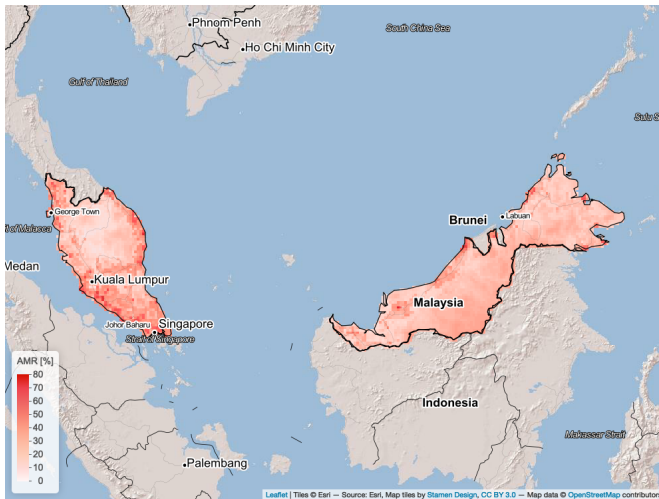 Phnom Penh
South China Sea
Ho Chi Minh City
Gulf of Thailand
Sulu S
George Town
f of Malacca
Brunei
Labuan
Medan
Kuala Lumpur
Malaysia
Johor Baharu
Singapore
Strait of Singapore
AMR [%]
80
70
60
50
40
30
20
10
0
Indonesia
Makassar Strait
Palembang
Leaflet | Tiles © Esri — Source: Esri, Map tiles by Stamen Design, CC BY 3.0 — Map data © OpenStreetMap contributor